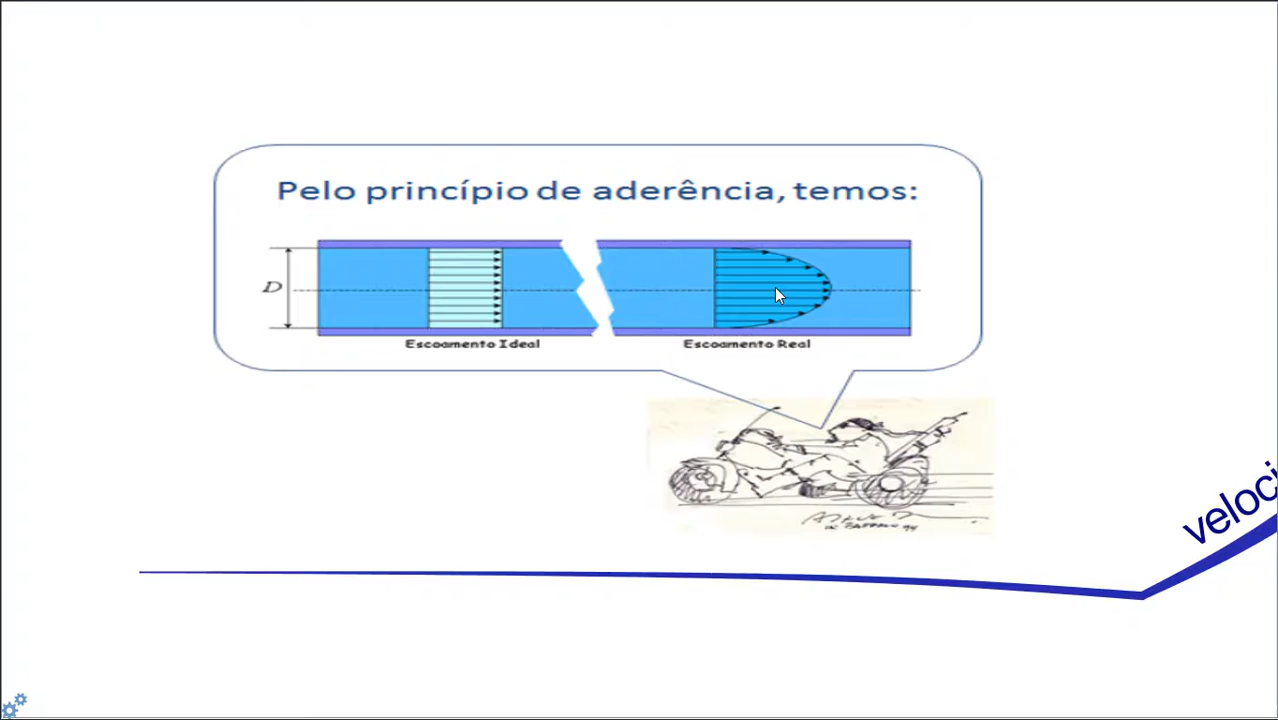 Pelo princípio de aderência, temos:
D
Escoamento Ideal
Escoamento Real
veloci